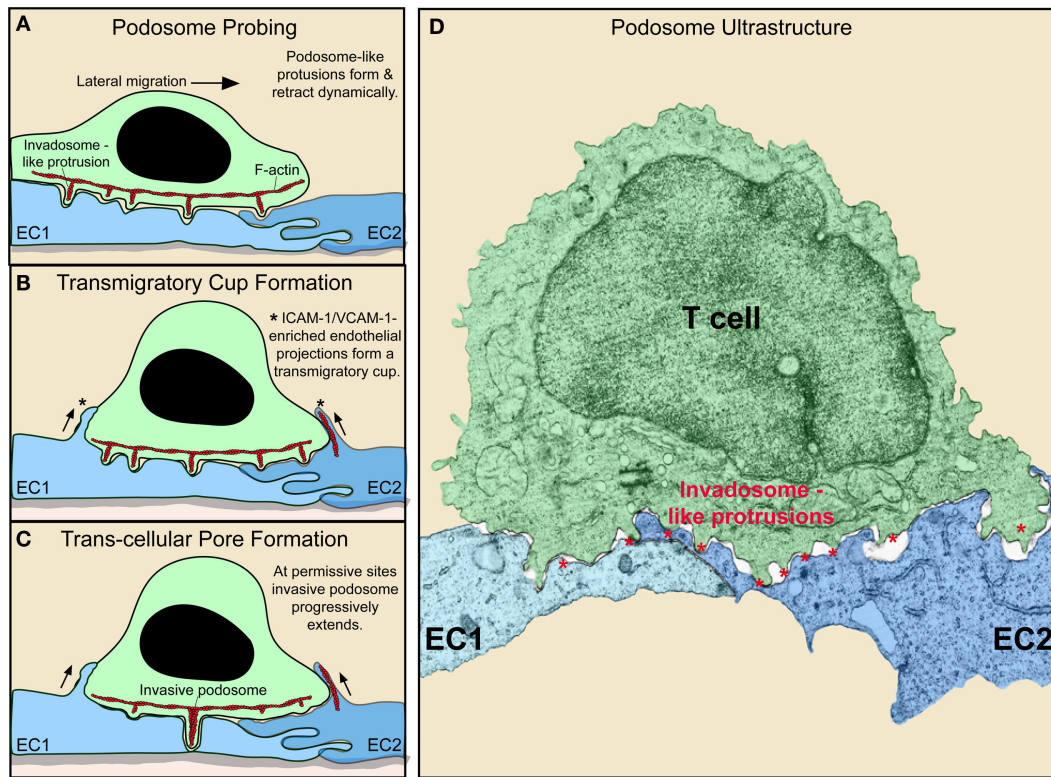 A
Podosome Probing
Podosome-like
protusions form &
retract dynamically.
Lateral migration
Invadosome -
like protrusion
F-actin
EC1
EC2
B
Transmigratory Cup Formation
* ICAM-1/VCAM-1-
enriched endothelial
projections form a
transmigratory cup.
*
*
EC1
EC2
C
Trans-cellular Pore Formation
At permissive sites
invasive podosome
progressively
extends.
Invasive podosome
EC1
EC2
D
Podosome Ultrastructure
T cell
Invadosome -
like protrusions
* * * * * * * * * *
EC1
EC2